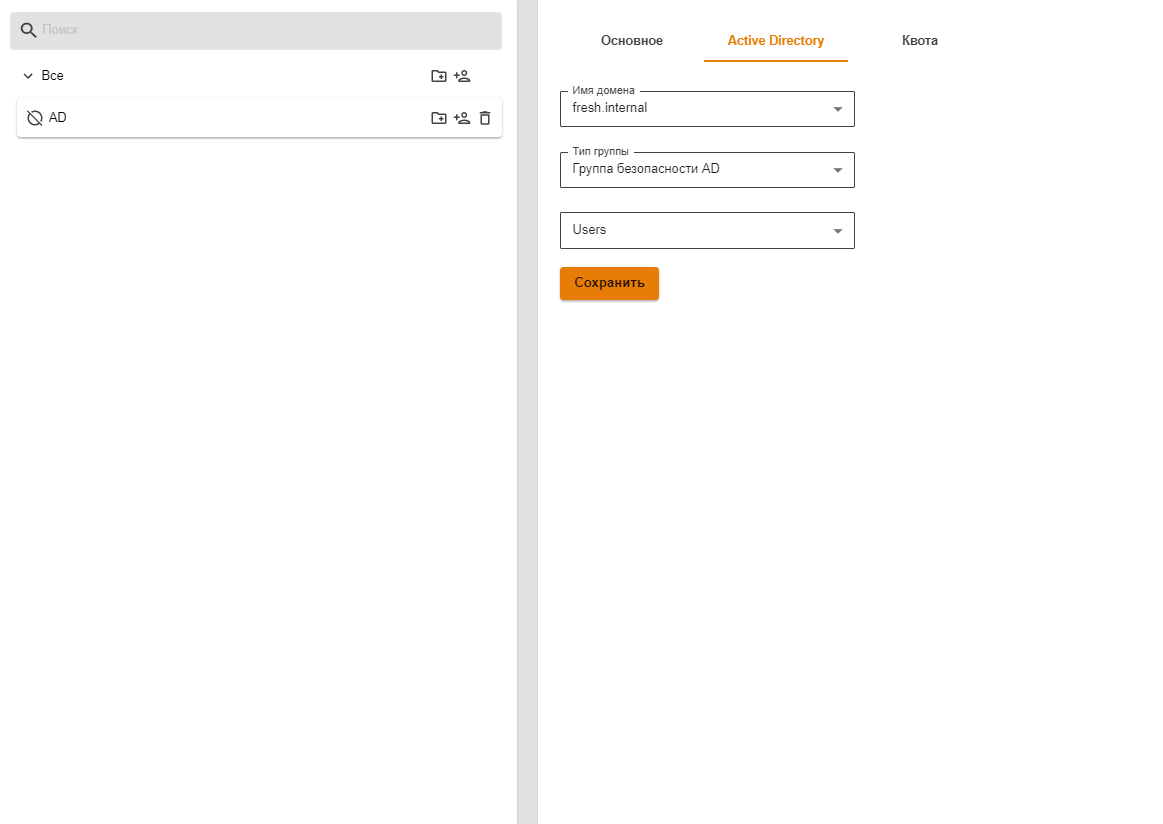 Поиск
Все
AD
Основное
Active Directory
Квота
Имя домена
fresh.internal
Тип группы
Группа безопасности AD
Users
Сохранить